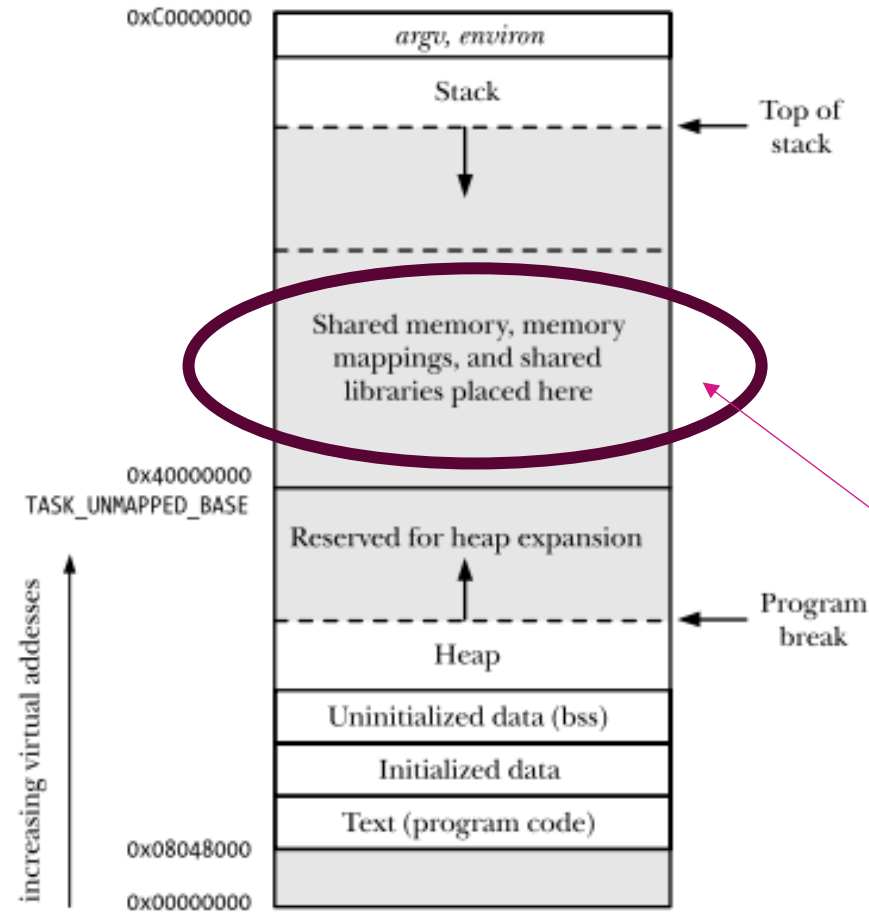 0xC0000000
argv, environ
Stack
Top of
stack
Shared memory, memory
mappings, and shared
libraries placed here
0x40000000
TASK_UNMAPPED_BASE
Reserved for heap expansion
Program
break
Heap
Uninitialized data (bss)
Initialized data
Text (program code)
0x08048000
0x00000000
increasing virtual addesses